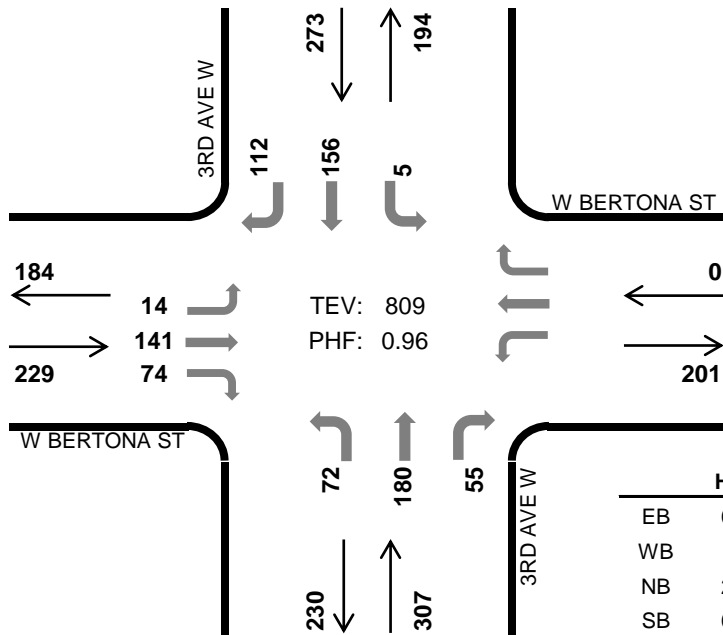 273
194
3RD AVE W
112
156
5
W BERTONA ST
184
0
14
TEV: 809
141
PHF: 0.96
229
74
201
W BERTONA ST
72
180
55
3RD AVE W
EB
WB
NB
SB
230
307